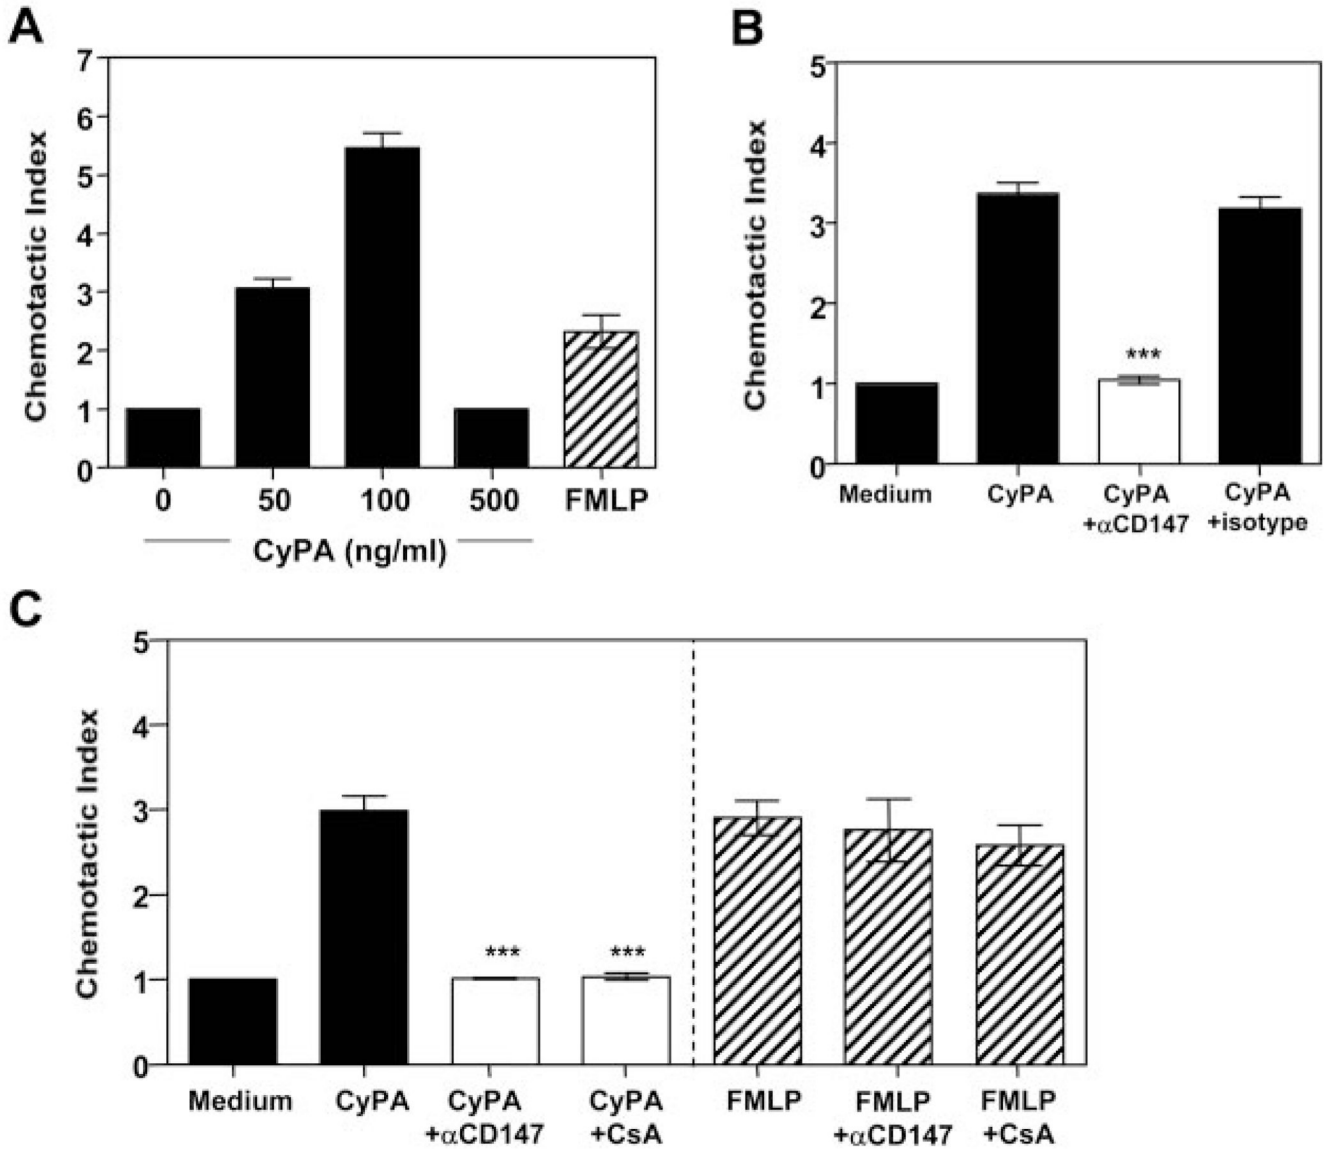 A
7
6
5
4
3
2
1
0
Chemotactic Index
0 50 100 500 FMLP
CyPA (ng/ml)
B
5
4
3
2
1
0
Chemotactic Index
***
Medium CyPA CyPA CyPA
+αCD147 +isotype
C
5
4
3
2
1
0
Chemotactic Index
*** ***
Medium CyPA CyPA CyPA FMLP FMLP FMLP
+αCD147 +CsA +αCD147 +CsA